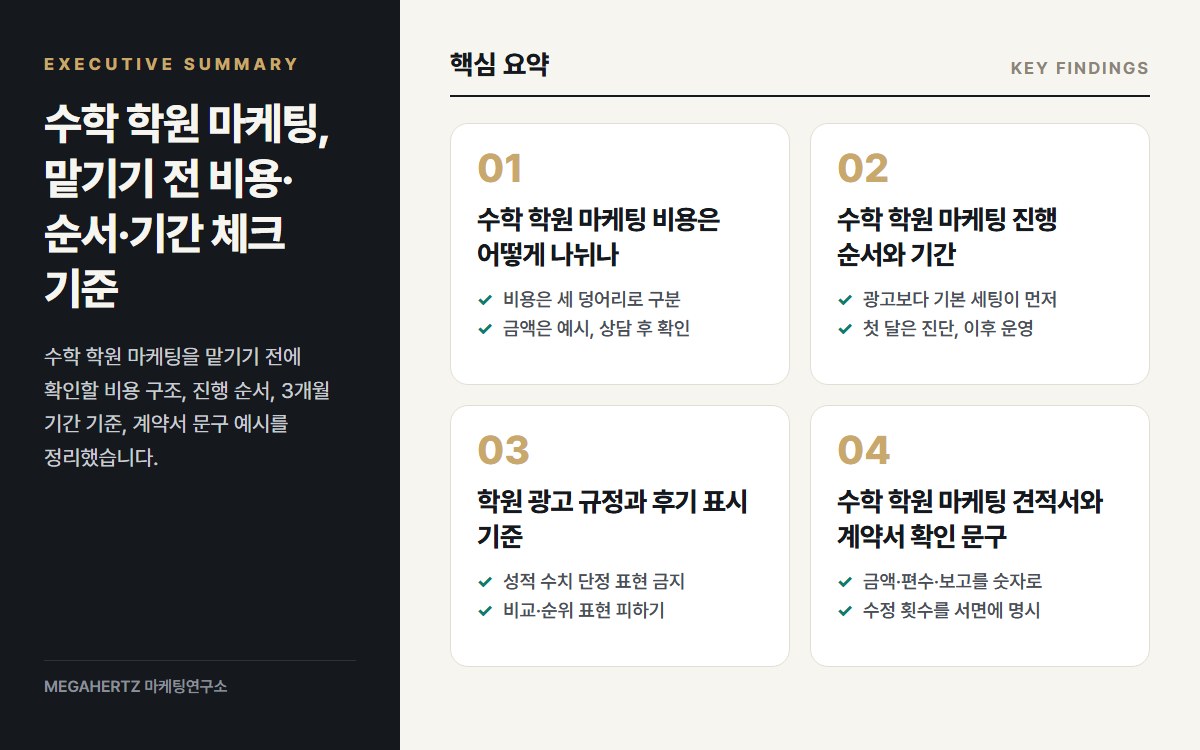 EXECUTIVE SUMMARY
수학 학원 마케팅,
맡기기 전 비용·
순서·기간 체크
기준
수학 학원 마케팅을 맡기기 전에
확인할 비용 구조, 진행 순서, 3개월
기간 기준, 계약서 문구 예시를
정리했습니다.
MEGAHERTZ 마케팅연구소
핵심 요약
KEY FINDINGS
01
수학 학원 마케팅 비용은
어떻게 나뉘나
✓ 비용은 세 덩어리로 구분
✓ 금액은 예시, 상담 후 확인
02
수학 학원 마케팅 진행
순서와 기간
✓ 광고보다 기본 세팅이 먼저
✓ 첫 달은 진단, 이후 운영
03
학원 광고 규정과 후기 표시
기준
✓ 성적 수치 단정 표현 금지
✓ 비교·순위 표현 피하기
04
수학 학원 마케팅 견적서와
계약서 확인 문구
✓ 금액·편수·보고를 숫자로
✓ 수정 횟수를 서면에 명시